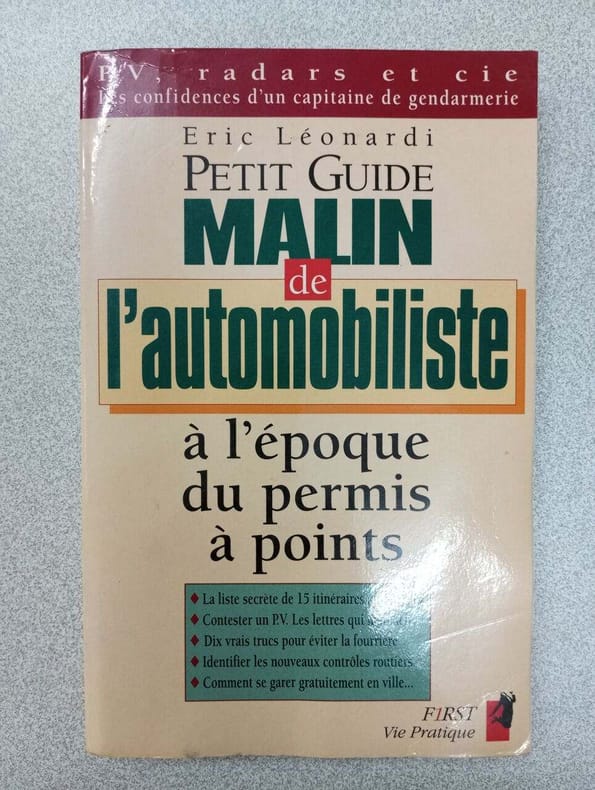 P.V., radars et cie
Les confidences d'un capitaine de gendarmerie
Eric Léonardi
PETIT GUIDE
MALIN
de
l'automobiliste
à l'époque
du permis
à points
♦ La liste secrète de 15 itinéraires
♦ Contester un P.V. Les lettres qui
♦ Dix vrais trucs pour éviter la fourrière
♦ Identifier les nouveaux contrôles routiers
♦ Comment se garer gratuitement en ville...
F1RST
Vie Pratique